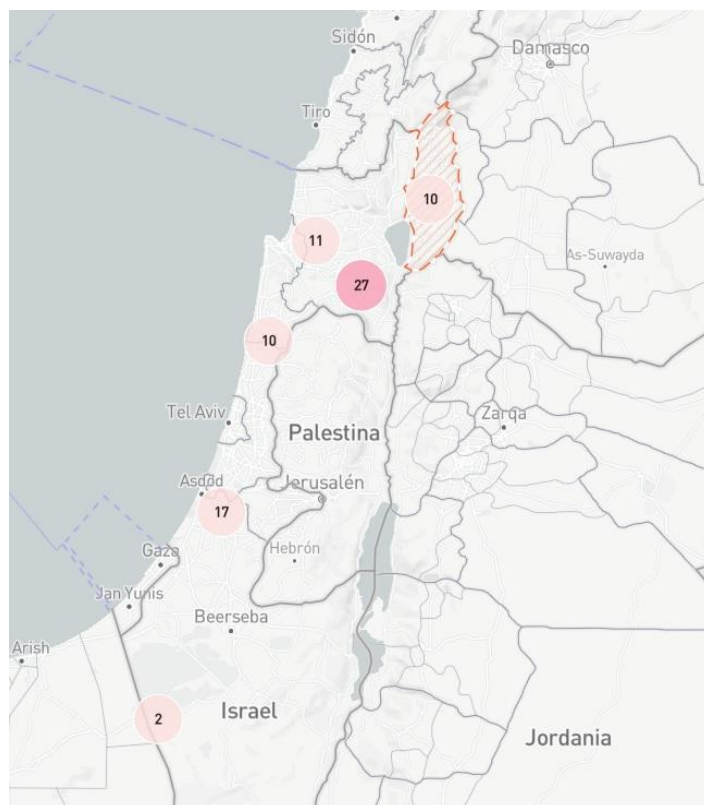 Sidón
Damasco
Tiro
10
11
As-Suwayda
27
10
Tel Aviv
Palestina
Zarqa
Asdod
Jerusalén
17
Gaza
Hebrón
Jan Yunis
Beerseba
Arish
Israel
2
Jordania